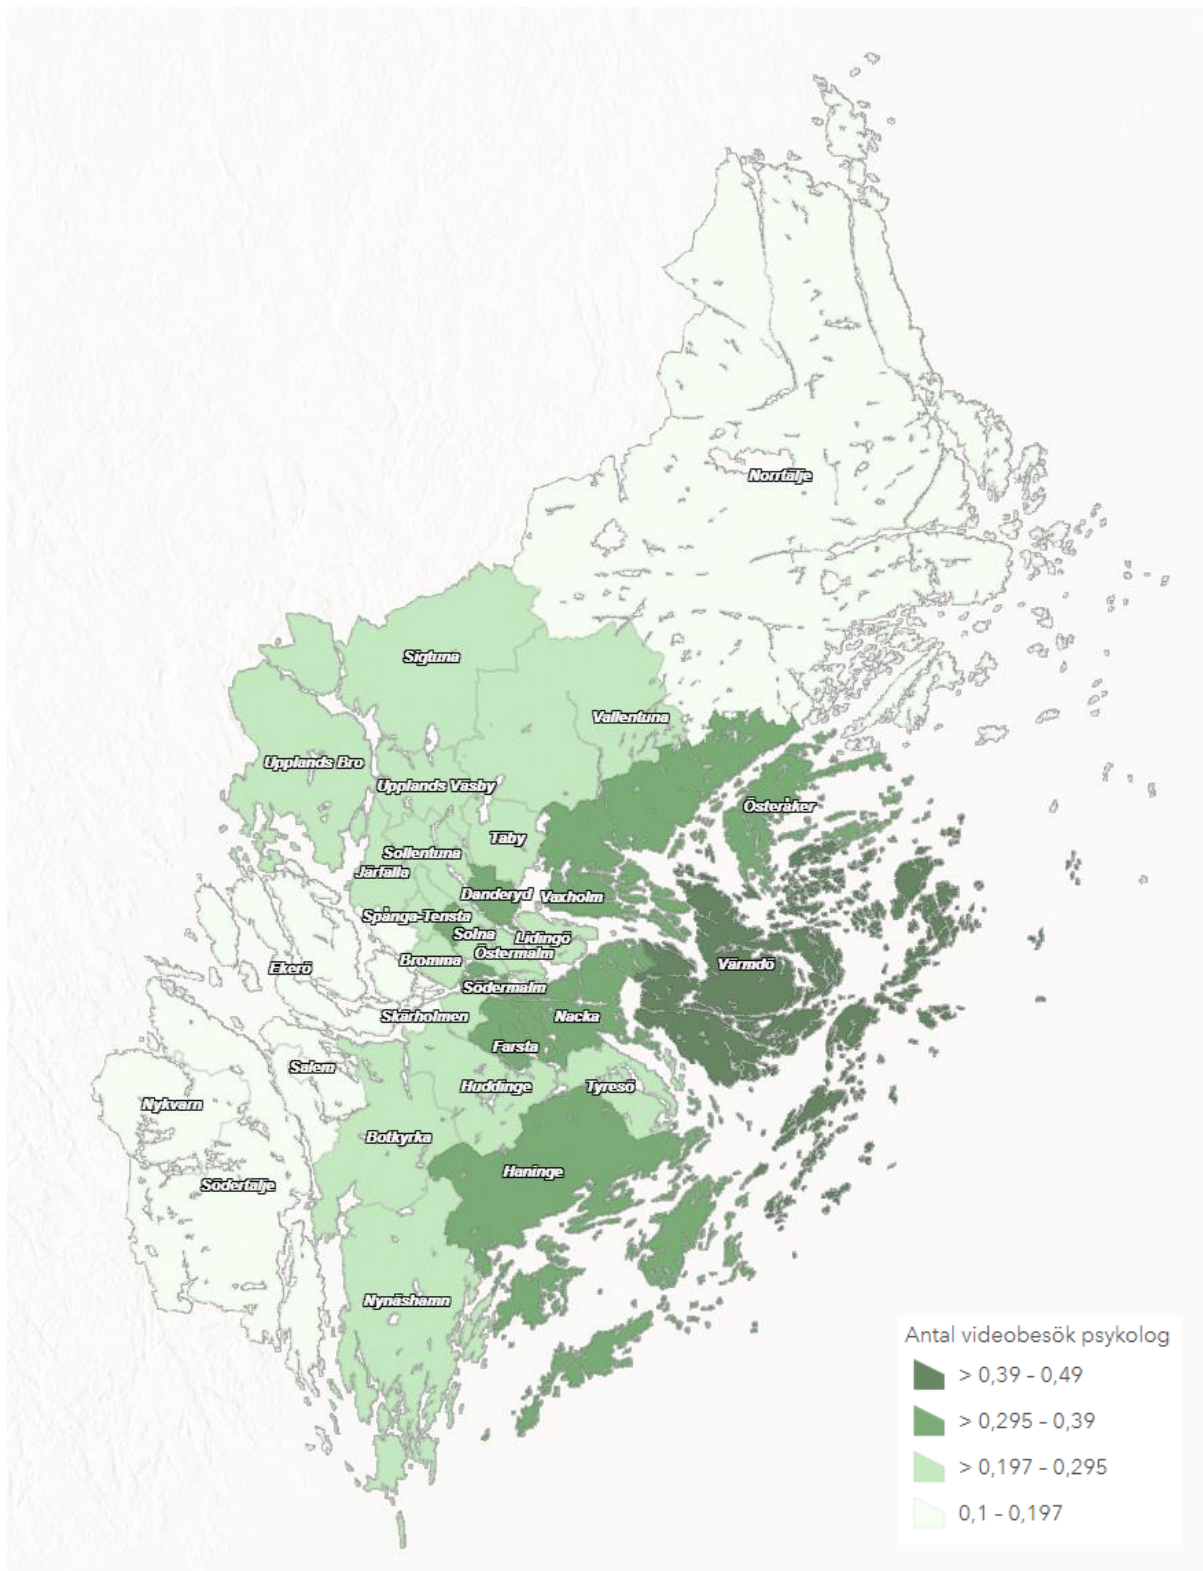 Norrtälje
Sigtuna
Vallentuna
Upplands Bro
Upplands Väsby
Österåker
Täby
Sollentuna
Järfälla
Danderyd
Vaxholm
Spånga-Tensta
Solna
Lidingö
Östermalm
Bromma
Värmdö
Ekerö
Södermalm
Skärholmen
Nacka
Farsta
Salem
Huddinge
Tyresö
Nykvarn
Botkyrka
Haninge
Södertälje
Nynäshamn
Antal videobesök psykolog
> 0,39 - 0,49
> 0,295 - 0,39
> 0,197 - 0,295
0,1 - 0,197